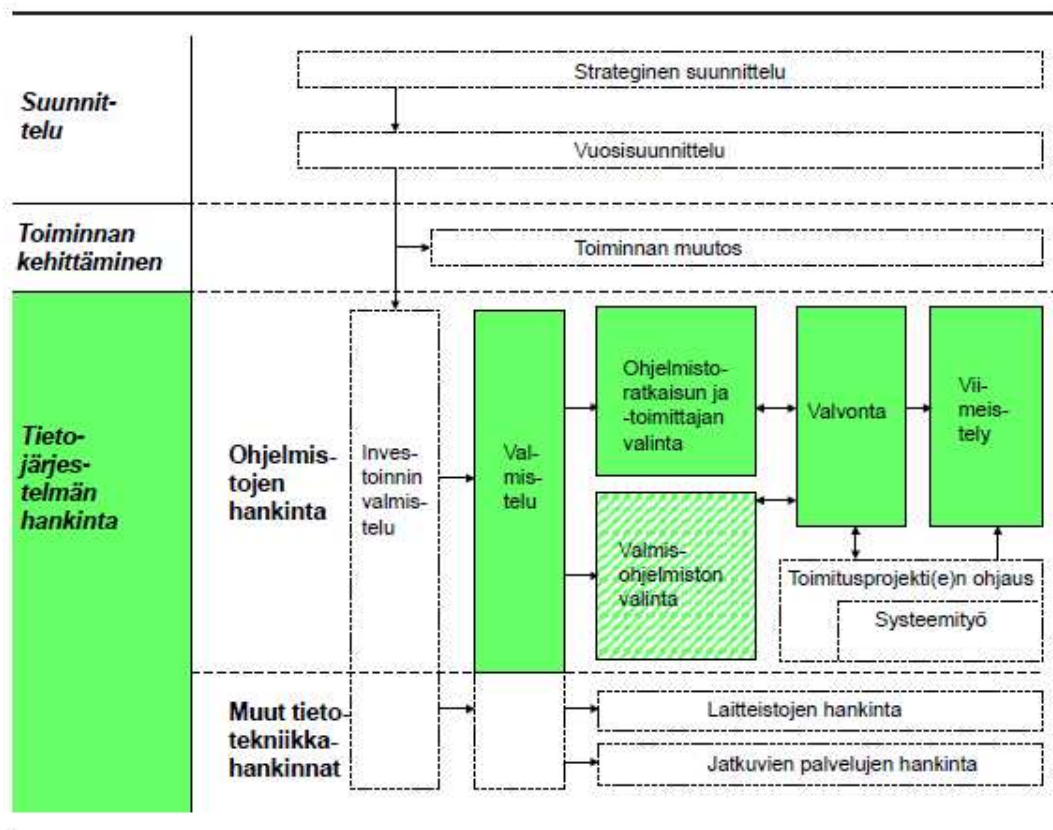 Strateginen suunnittelu
Suunnit-
telu
Vuosisuunnittelu
Toiminnan
kehittäminen
Toiminnan muutos
Tieto-
järjes-
telmän
hankinta
Ohjelmis-
tojen
hankinta
Inves-
toinnin
valmis-
telu
Val-
mis-
telu
Ohjelmisto-
ratkaisun ja
-toimittajan
valinta
Valmis-
ohjelmiston
valinta
Valvonta
Vii-
meis-
tely
Toimitusprojekti(e)n ohjaus
Systeemityö
Muut tieto-
tekniikka-
hankinnat
Laitteistojen hankinta
Jatkuvien palvelujen hankinta